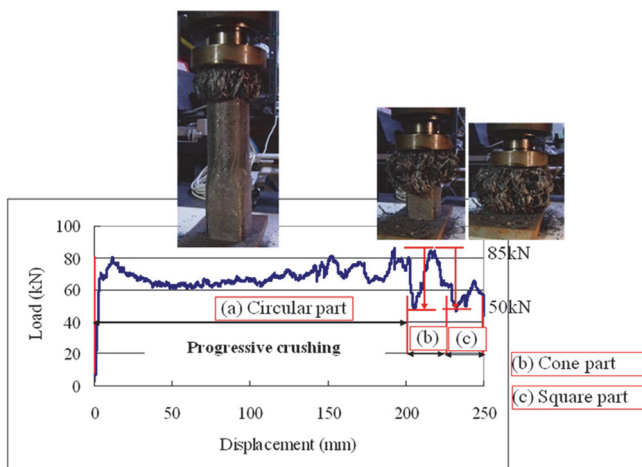 100
80
60
40
20
0
Load (kN)
0
50
100
150
200
250
Displacement (mm)
85kN
50kN
(a) Circular part
Progressive crushing
(b)
(c)
(b) Cone part
(c) Square part